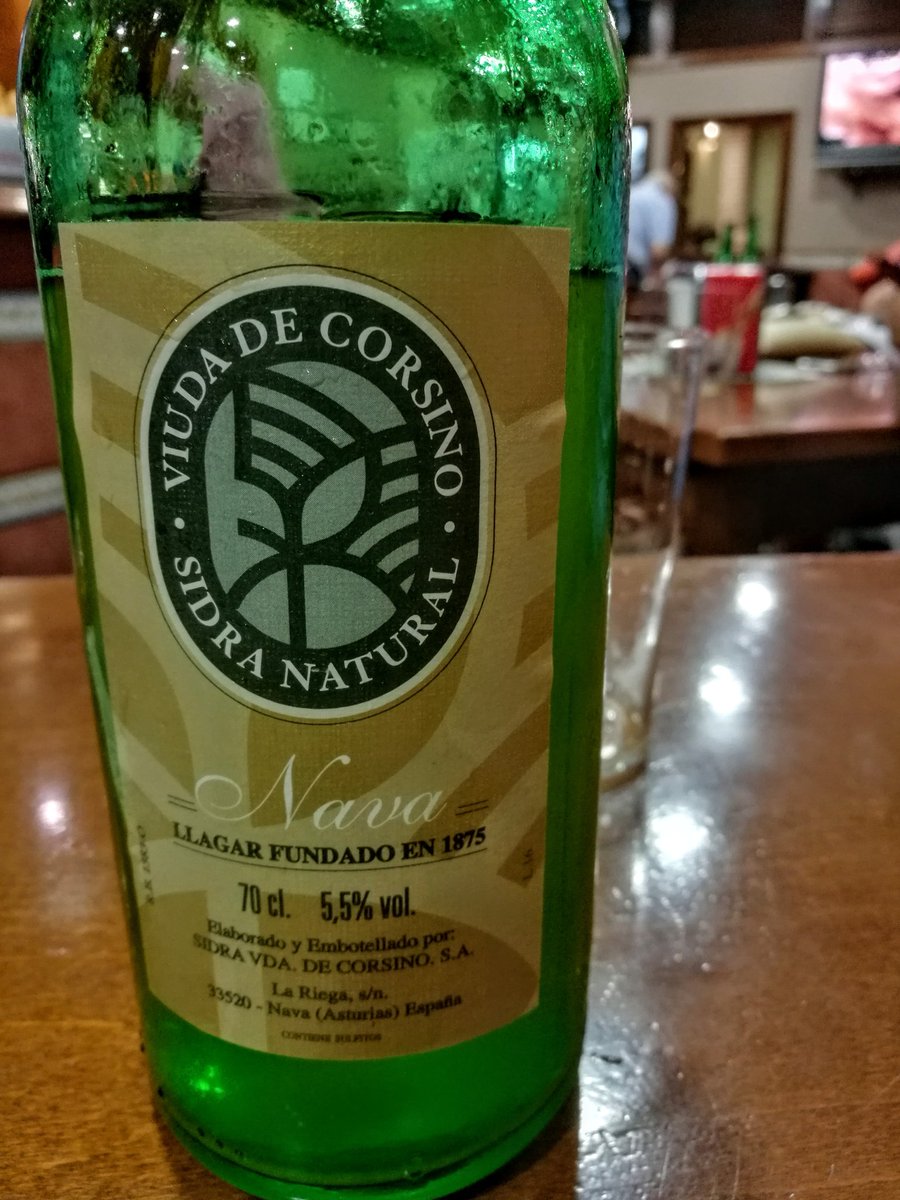 VIUDA DE CORSINO
SIDRA NATURAL
Nava
LLAGAR FUNDADO EN 1875
70 cl. 5,5% vol.
Elaborado y Embotellado por:
SIDRA VDA. DE CORSINO. S.A.
La Riega, s/n.
33520 - Nava (Asturias) España
CONTIENE SULFITOS